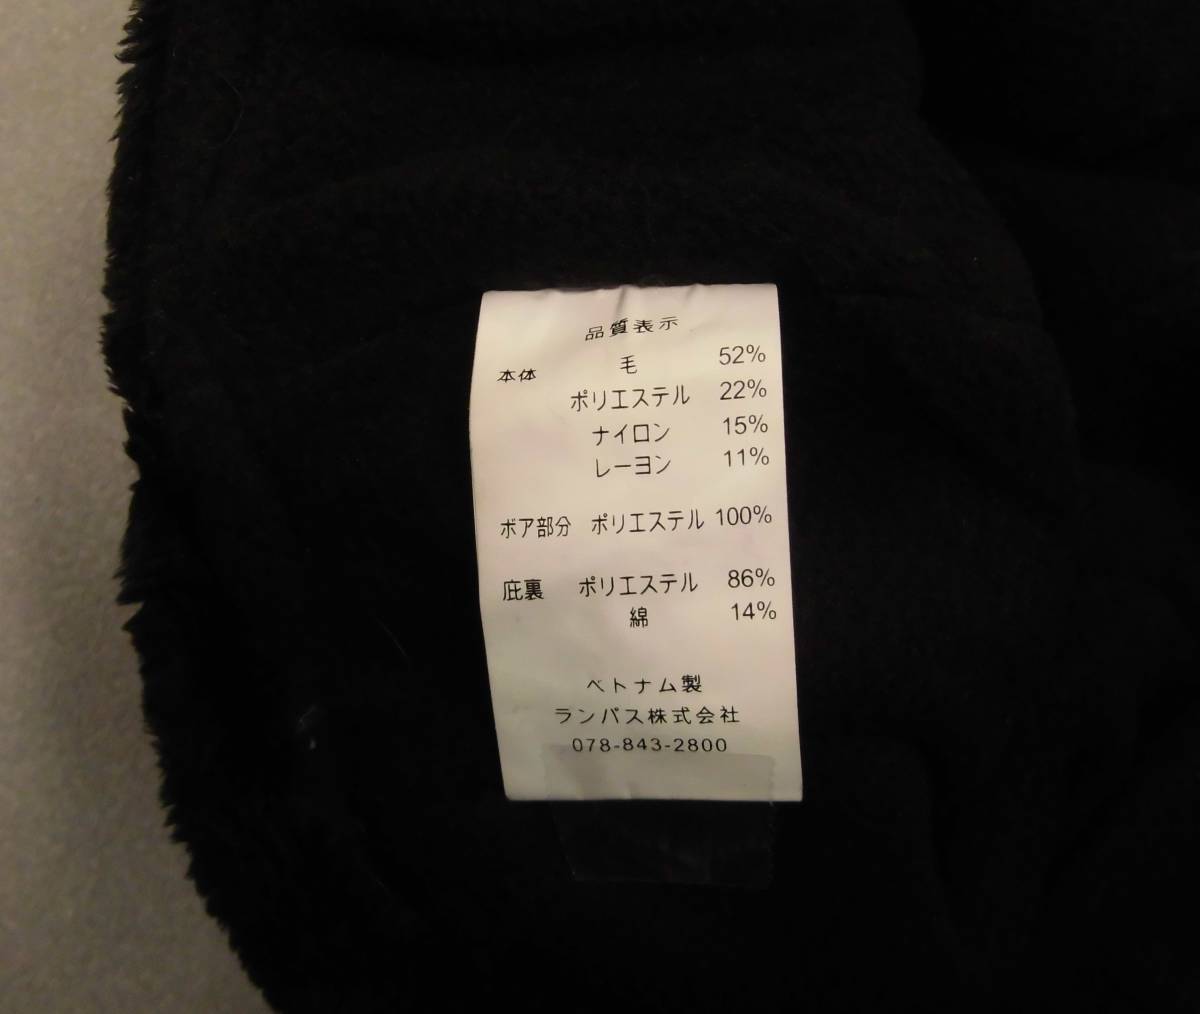 品質表示
本体 毛 52%
ポリエステル 22%
ナイロン 15%
レーヨン 11%
ボア部分 ポリエステル 100%
庇裏 ポリエステル 86%
綿 14%
ベトナム製
ランパス株式会社
078-843-2800